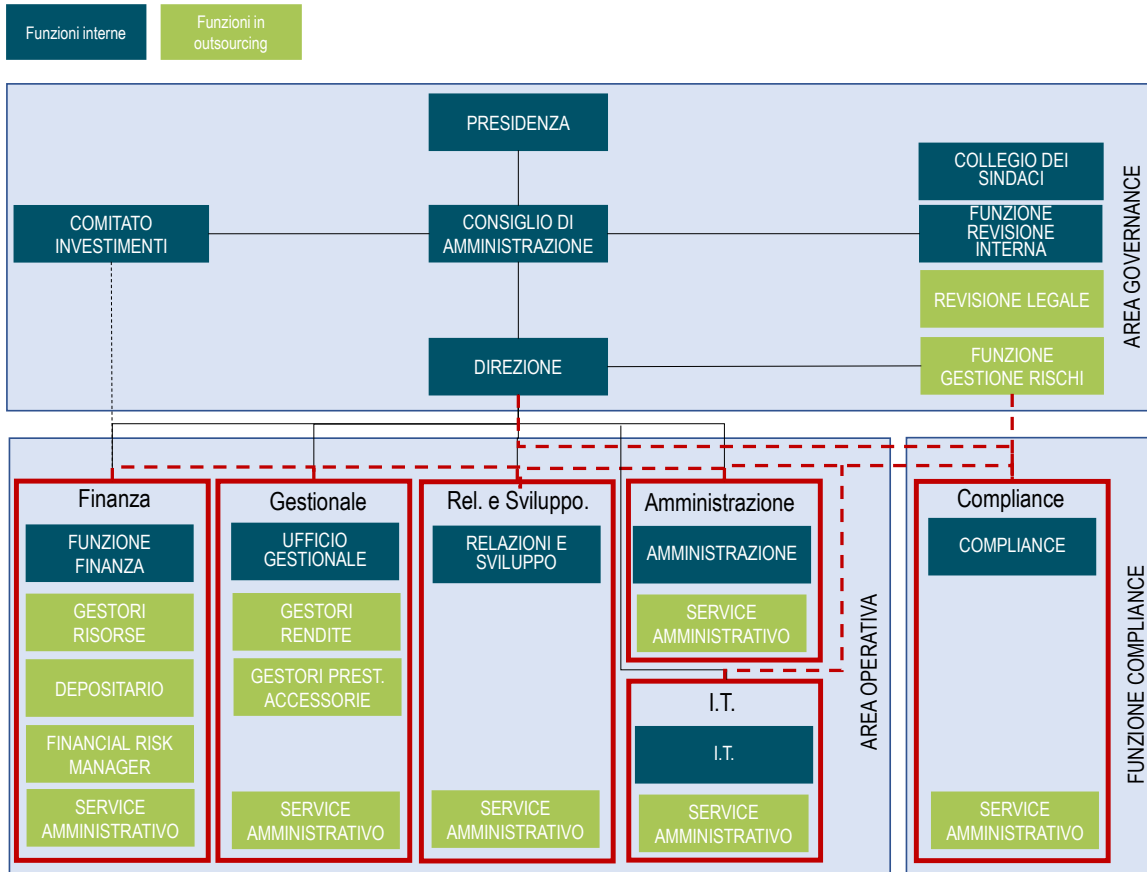 Funzioni interne
Funzioni in
outsourcing
PRESIDENZA
COLLEGIO DEI
SINDACI
COMITATO
INVESTIMENTI
CONSIGLIO DI
AMMINISTRAZIONE
FUNZIONE
REVISIONE
INTERNA
REVISIONE LEGALE
DIREZIONE
FUNZIONE
GESTIONE RISCHI
AREA GOVERNANCE
Finanza
FUNZIONE
FINANZA
GESTORI
RISORSE
DEPOSITARIO
FINANCIAL RISK
MANAGER
SERVICE
AMMINISTRATIVO
Gestionale
UFFICIO
GESTIONALE
GESTORI
RENDITE
GESTORI PREST.
ACCESSORIE
SERVICE
AMMINISTRATIVO
Rel. e Sviluppo.
RELAZIONI E
SVILUPPO
SERVICE
AMMINISTRATIVO
Amministrazione
AMMINISTRAZIONE
SERVICE
AMMINISTRATIVO
I.T.
I.T.
SERVICE
AMMINISTRATIVO
AREA OPERATIVA
Compliance
COMPLIANCE
SERVICE
AMMINISTRATIVO
FUNZIONE COMPLIANCE